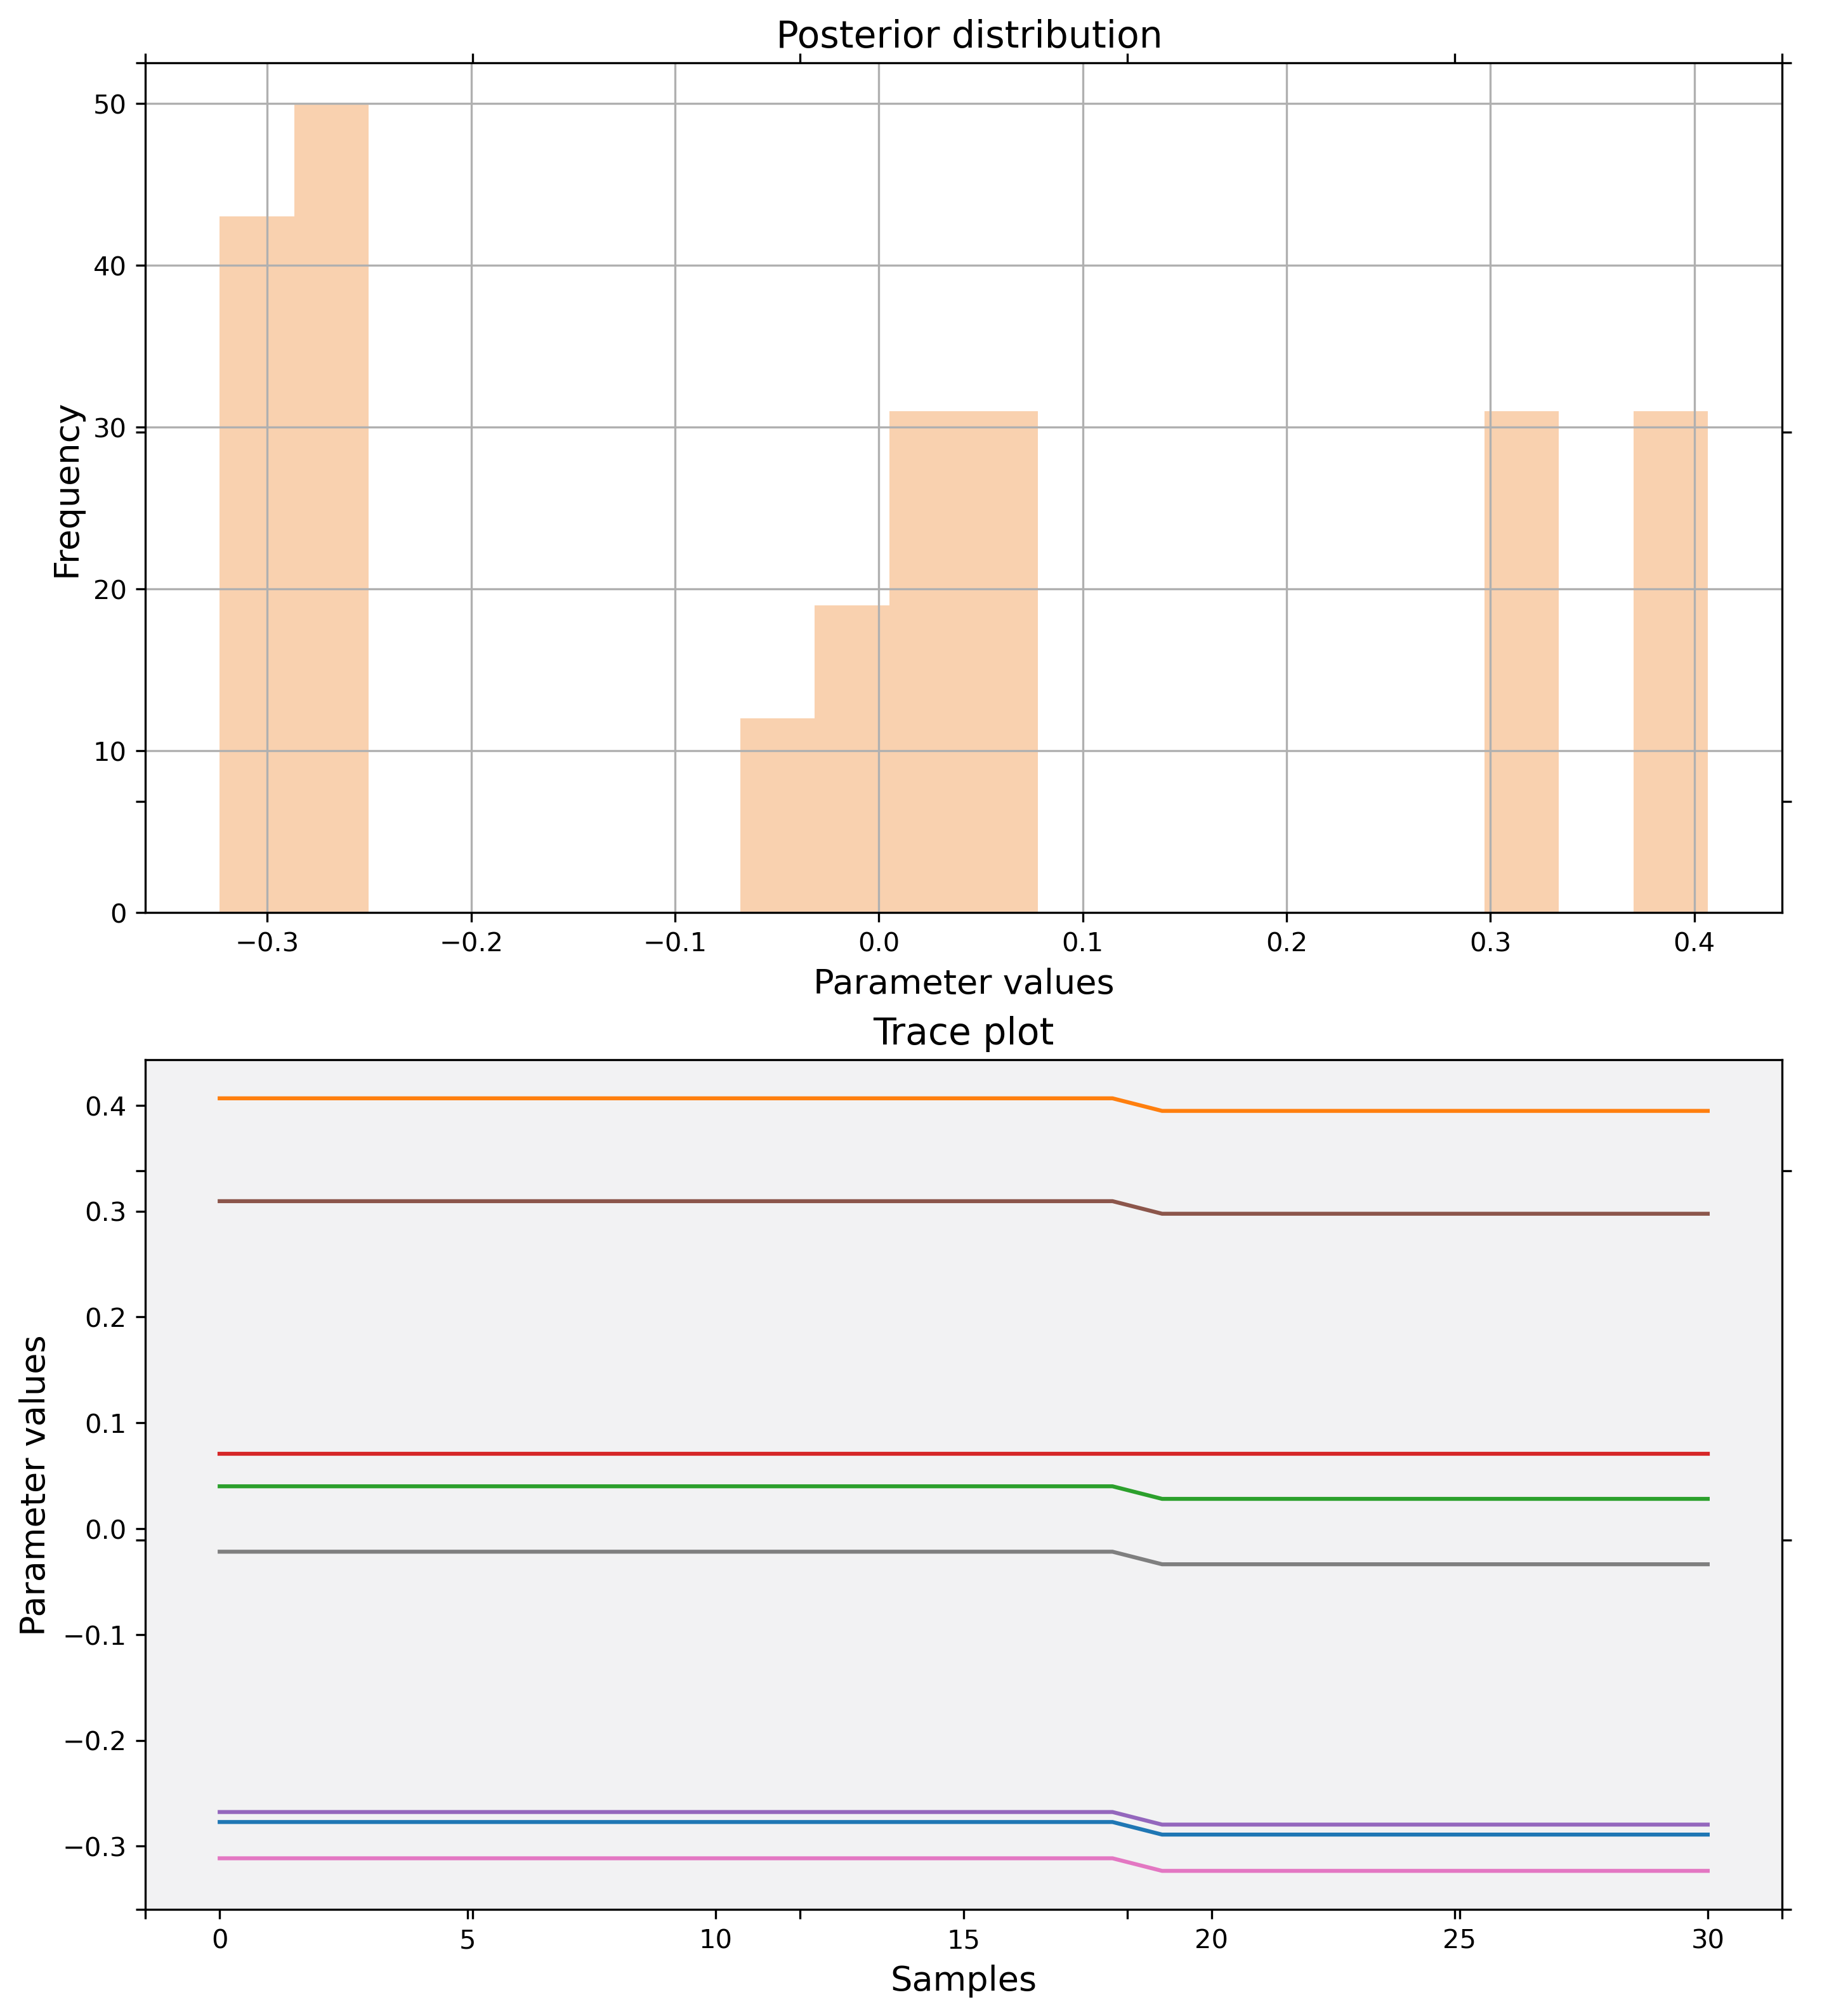 Posterior distribution
50
40
30
20
10
0
Frequency
−0.3 −0.2 −0.1 0.0 0.1 0.2 0.3 0.4
Parameter values
Trace plot
0.4
0.3
0.2
0.1
0.0
−0.1
−0.2
−0.3
Parameter values
0 5 10 15 20 25 30
Samples